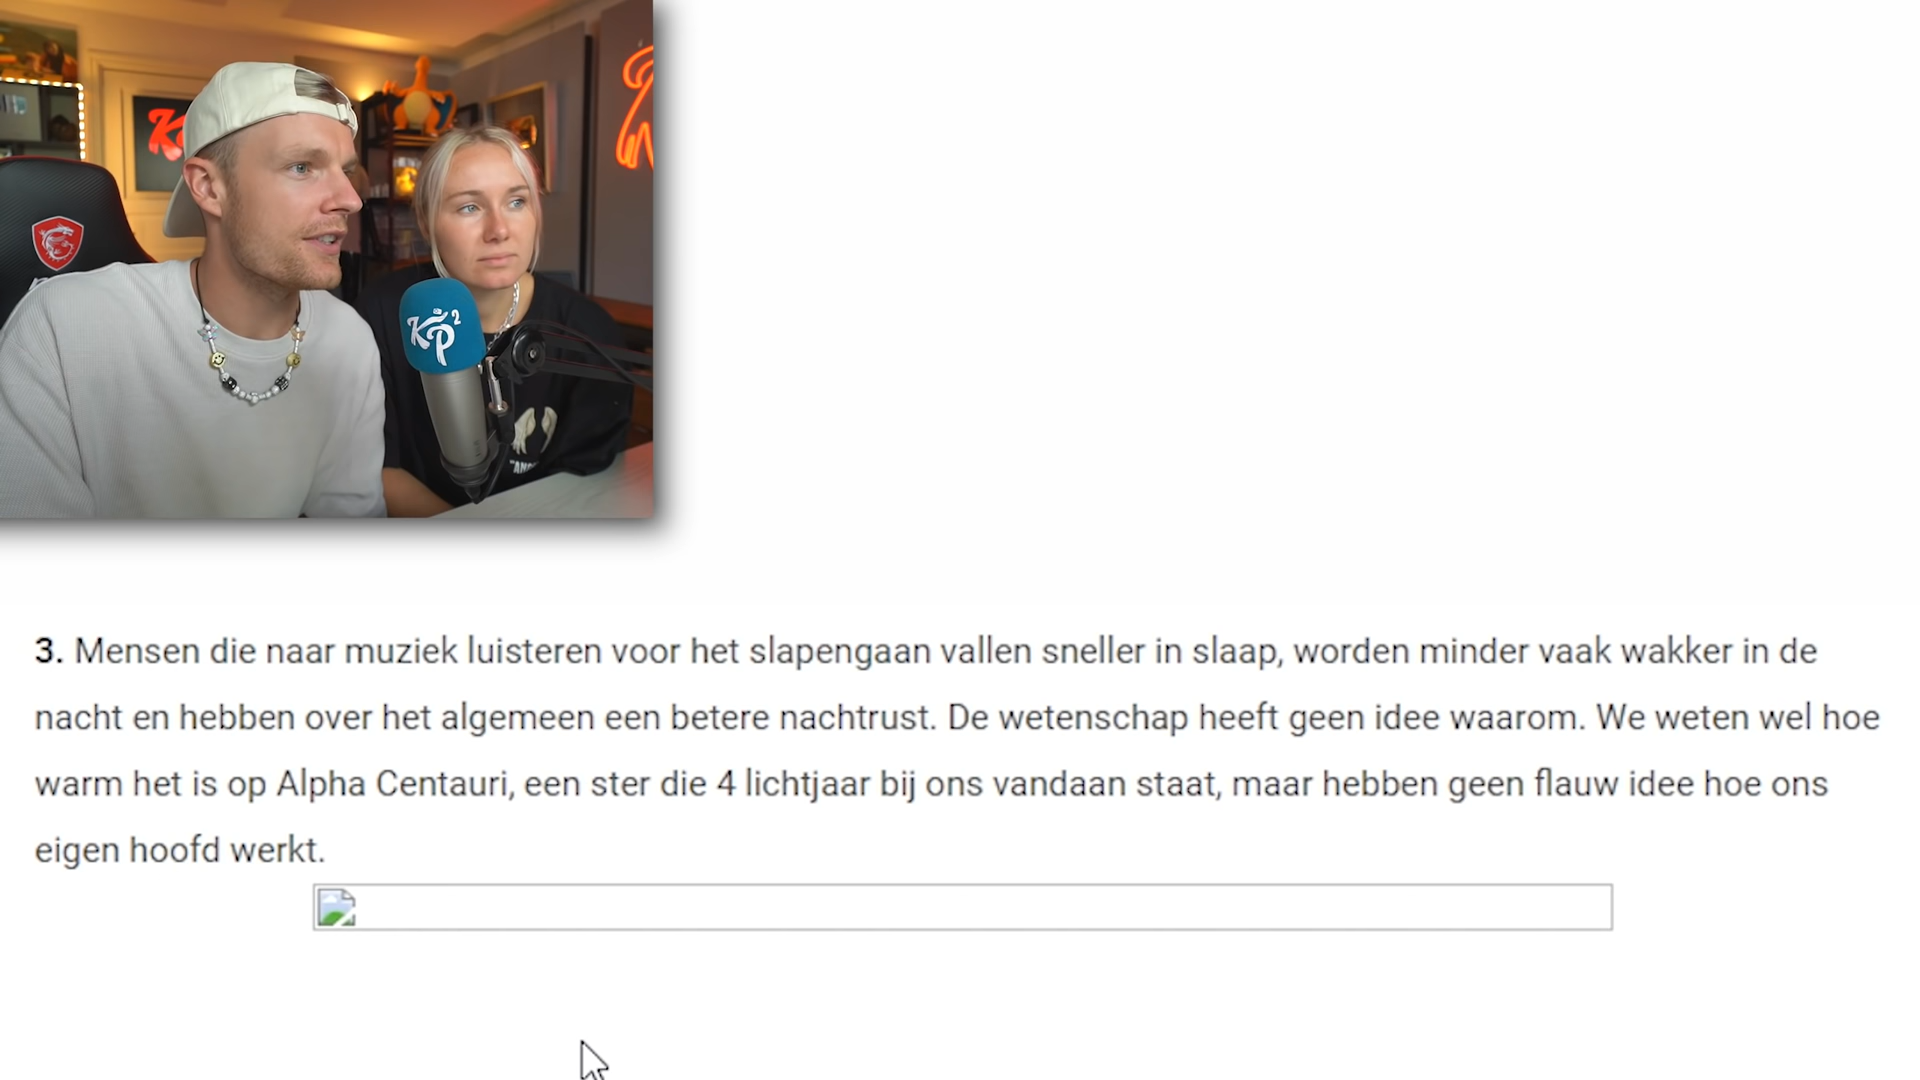 KP²
"AND
3. Mensen die naar muziek luisteren voor het slapengaan vallen sneller in slaap, worden minder vaak wakker in de
nacht en hebben over het algemeen een betere nachtrust. De wetenschap heeft geen idee waarom. We weten wel hoe
warm het is op Alpha Centauri, een ster die 4 lichtjaar bij ons vandaan staat, maar hebben geen flauw idee hoe ons
eigen hoofd werkt.